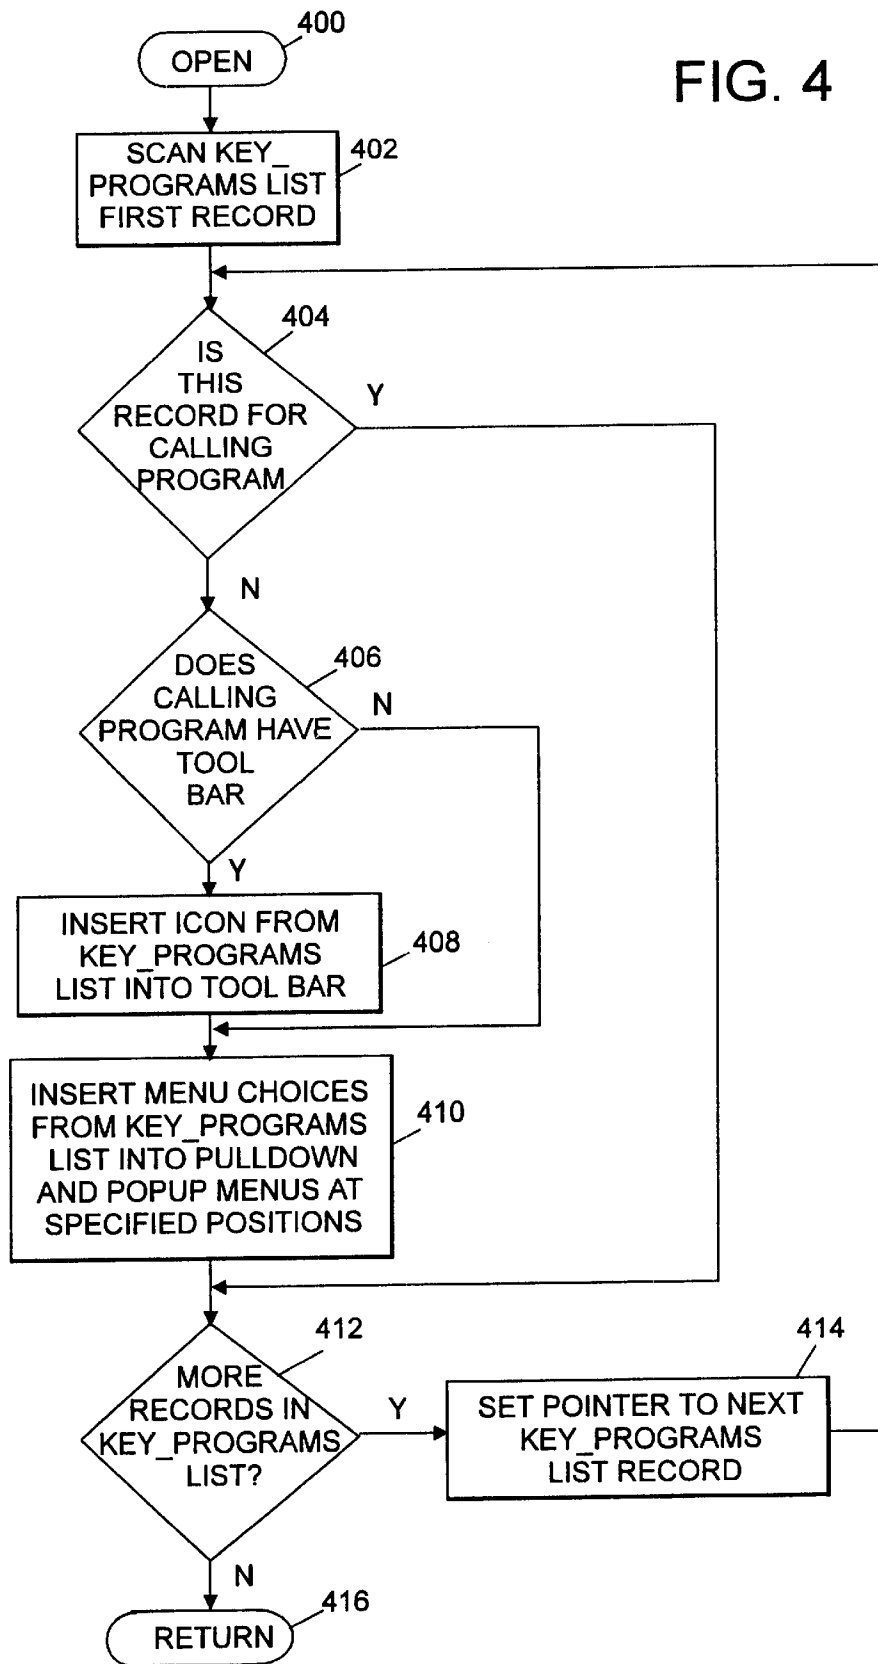 400
OPEN
FIG. 4
402
SCAN KEY_
PROGRAMS LIST
FIRST RECORD
404
IS
THIS
RECORD FOR
CALLING
PROGRAM
Y
N
406
DOES
CALLING
PROGRAM HAVE
TOOL
BAR
N
Y
INSERT ICON FROM
KEY_PROGRAMS
LIST INTO TOOL BAR
408
INSERT MENU CHOICES
FROM KEY_PROGRAMS
LIST INTO PULLDOWN
AND POPUP MENUS AT
SPECIFIED POSITIONS
410
412
MORE
RECORDS IN
KEY_PROGRAMS
LIST?
Y
414
SET POINTER TO NEXT
KEY_PROGRAMS
LIST RECORD
N
416
RETURN